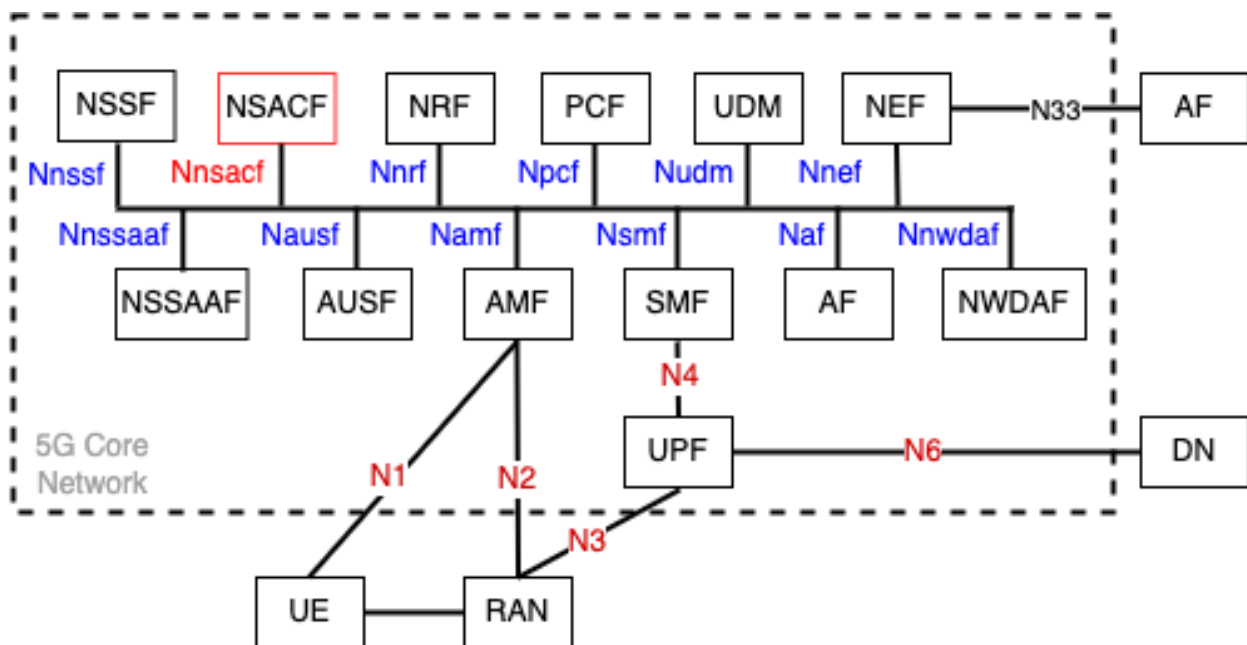 NSSF
NSACF
NRF
PCF
UDM
NEF
N33
AF
Nnssf
Nnsacf
Nnrf
Npcf
Nudm
Nnef
Nnssaaf
Nausf
Namf
Nsmf
Naf
Nnwdaf
NSSAAF
AUSF
AMF
SMF
AF
NWDAF
N4
5G Core
Network
N1
N2
UPF
N6
DN
N3
UE
RAN